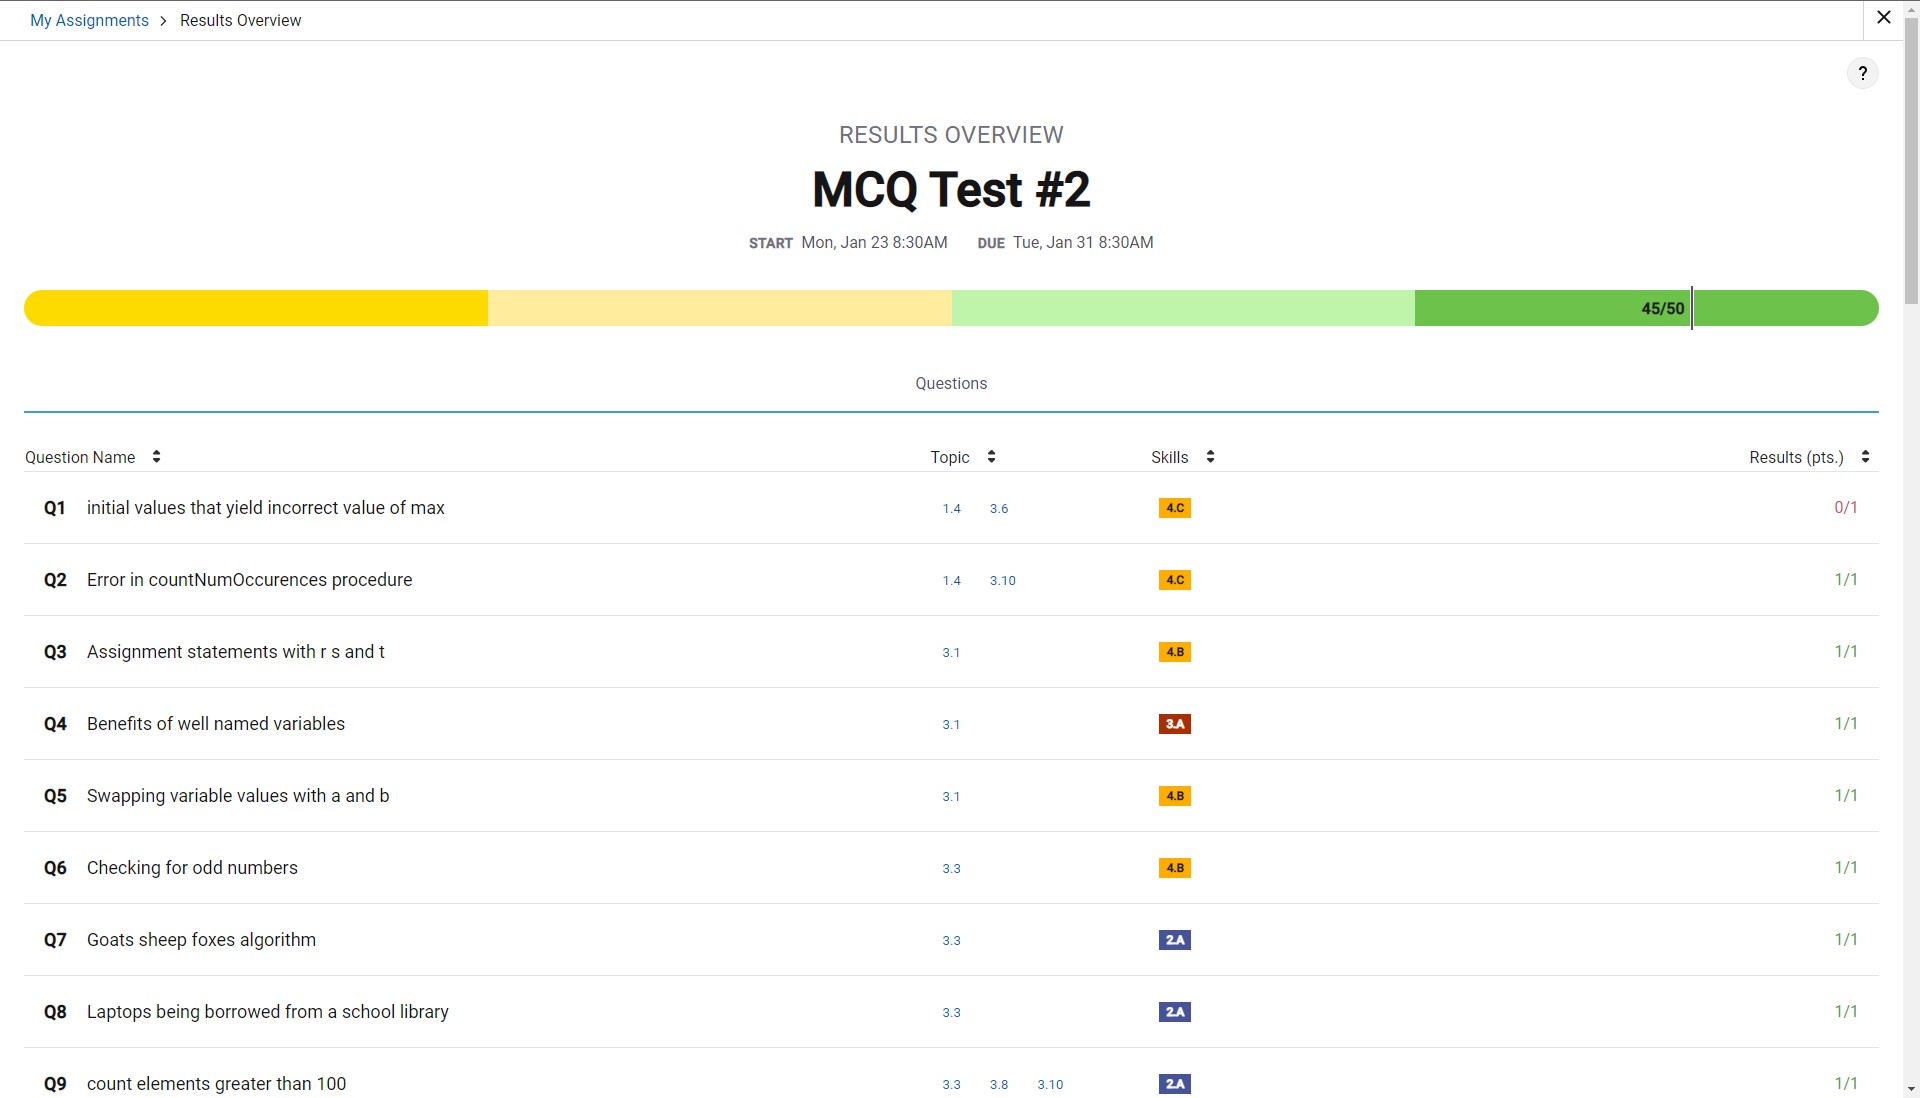 My Assignments > Results Overview
?
RESULTS OVERVIEW
MCQ Test #2
START Mon, Jan 23 8:30AM DUE Tue, Jan 31 8:30AM
45/50
Questions
Question Name Topic Skills Results (pts.)
Q1 initial values that yield incorrect value of max 1.4 3.6 4.C 0/1
Q2 Error in countNumOccurences procedure 1.4 3.10 4.C 1/1
Q3 Assignment statements with r s and t 3.1 4.B 1/1
Q4 Benefits of well named variables 3.1 3.A 1/1
Q5 Swapping variable values with a and b 3.1 4.B 1/1
Q6 Checking for odd numbers 3.3 4.B 1/1
Q7 Goats sheep foxes algorithm 3.3 2.A 1/1
Q8 Laptops being borrowed from a school library 3.3 2.A 1/1
Q9 count elements greater than 100 3.3 3.8 3.10 2.A 1/1